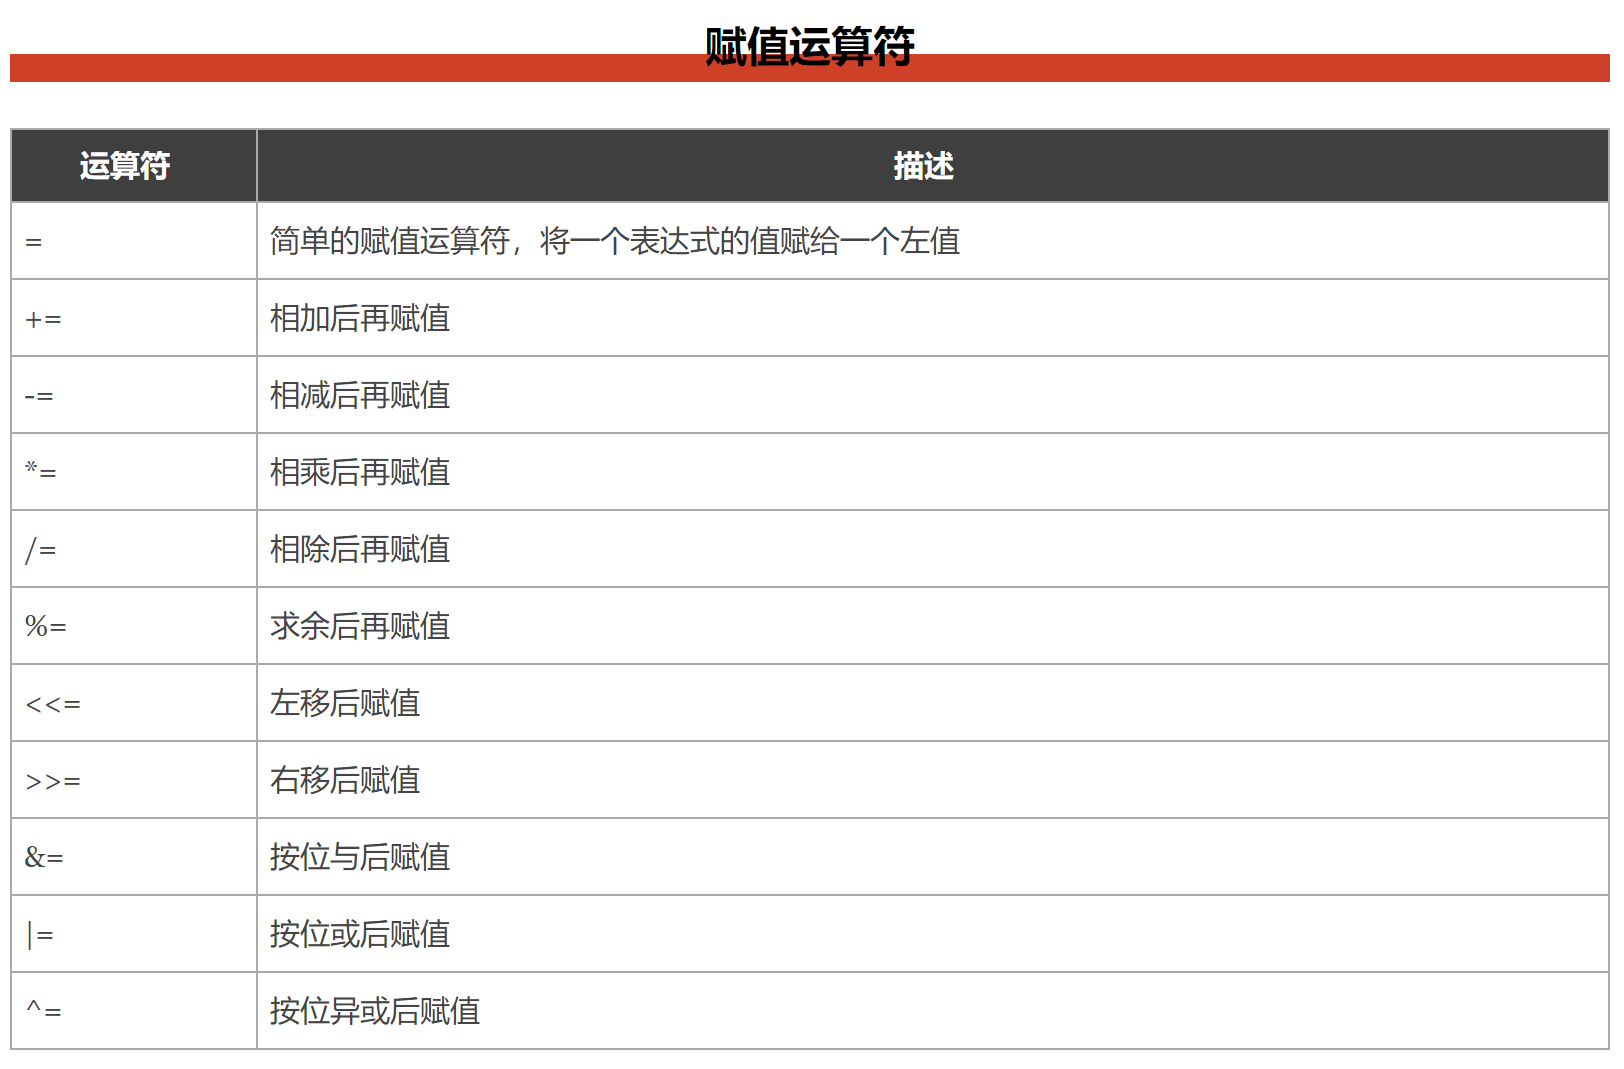 赋值运算符
运算符 描述
= 简单的赋值运算符，将一个表达式的值赋给一个左值
+= 相加后再赋值
-= 相减后再赋值
*= 相乘后再赋值
/= 相除后再赋值
%= 求余后再赋值
<<= 左移后赋值
>>= 右移后赋值
&= 按位与后赋值
|= 按位或后赋值
^= 按位异或后赋值